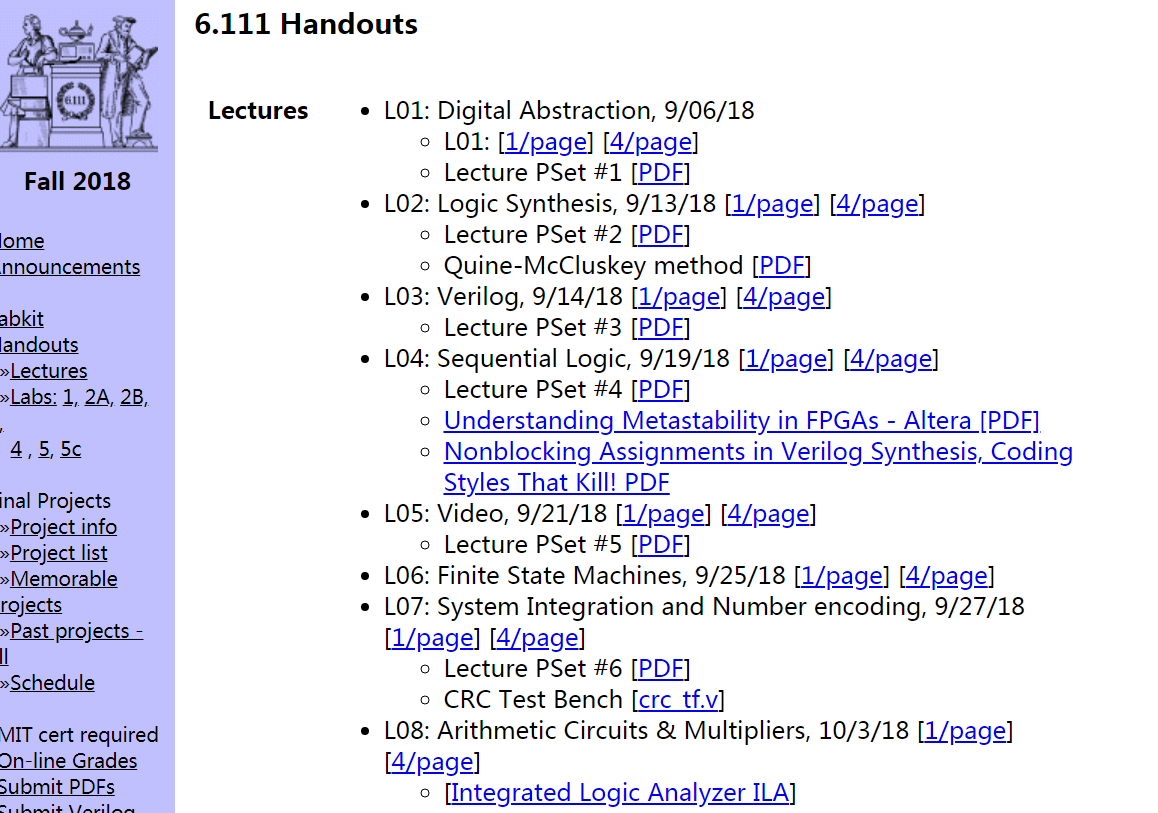 6.111 Handouts
6.111
Fall 2018
ome
nnouncements
abkit
andouts
»Lectures
»Labs: 1, 2A, 2B,
,
4 , 5, 5c
inal Projects
»Project info
»Project list
»Memorable
rojects
»Past projects -
ll
»Schedule
MIT cert required
On-line Grades
Submit PDFs
Submit Verilog
Lectures
• L01: Digital Abstraction, 9/06/18
◦ L01: [1/page] [4/page]
◦ Lecture PSet #1 [PDF]
• L02: Logic Synthesis, 9/13/18 [1/page] [4/page]
◦ Lecture PSet #2 [PDF]
◦ Quine-McCluskey method [PDF]
• L03: Verilog, 9/14/18 [1/page] [4/page]
◦ Lecture PSet #3 [PDF]
• L04: Sequential Logic, 9/19/18 [1/page] [4/page]
◦ Lecture PSet #4 [PDF]
◦ Understanding Metastability in FPGAs - Altera [PDF]
◦ Nonblocking Assignments in Verilog Synthesis, Coding
Styles That Kill! PDF
• L05: Video, 9/21/18 [1/page] [4/page]
◦ Lecture PSet #5 [PDF]
• L06: Finite State Machines, 9/25/18 [1/page] [4/page]
• L07: System Integration and Number encoding, 9/27/18
[1/page] [4/page]
◦ Lecture PSet #6 [PDF]
◦ CRC Test Bench [crc_tf.v]
• L08: Arithmetic Circuits & Multipliers, 10/3/18 [1/page]
[4/page]
◦ [Integrated Logic Analyzer ILA]